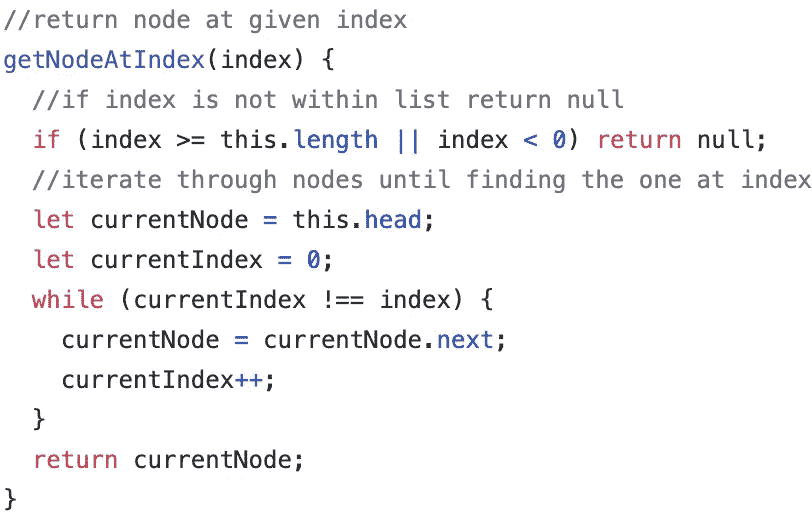 //return node at given index
getNodeAtIndex(index) {
  //if index is not within list return null
  if (index >= this.length || index < 0) return null;
  //iterate through nodes until finding the one at index
  let currentNode = this.head;
  let currentIndex = 0;
  while (currentIndex !== index) {
    currentNode = currentNode.next;
    currentIndex++;
  }
  return currentNode;
}